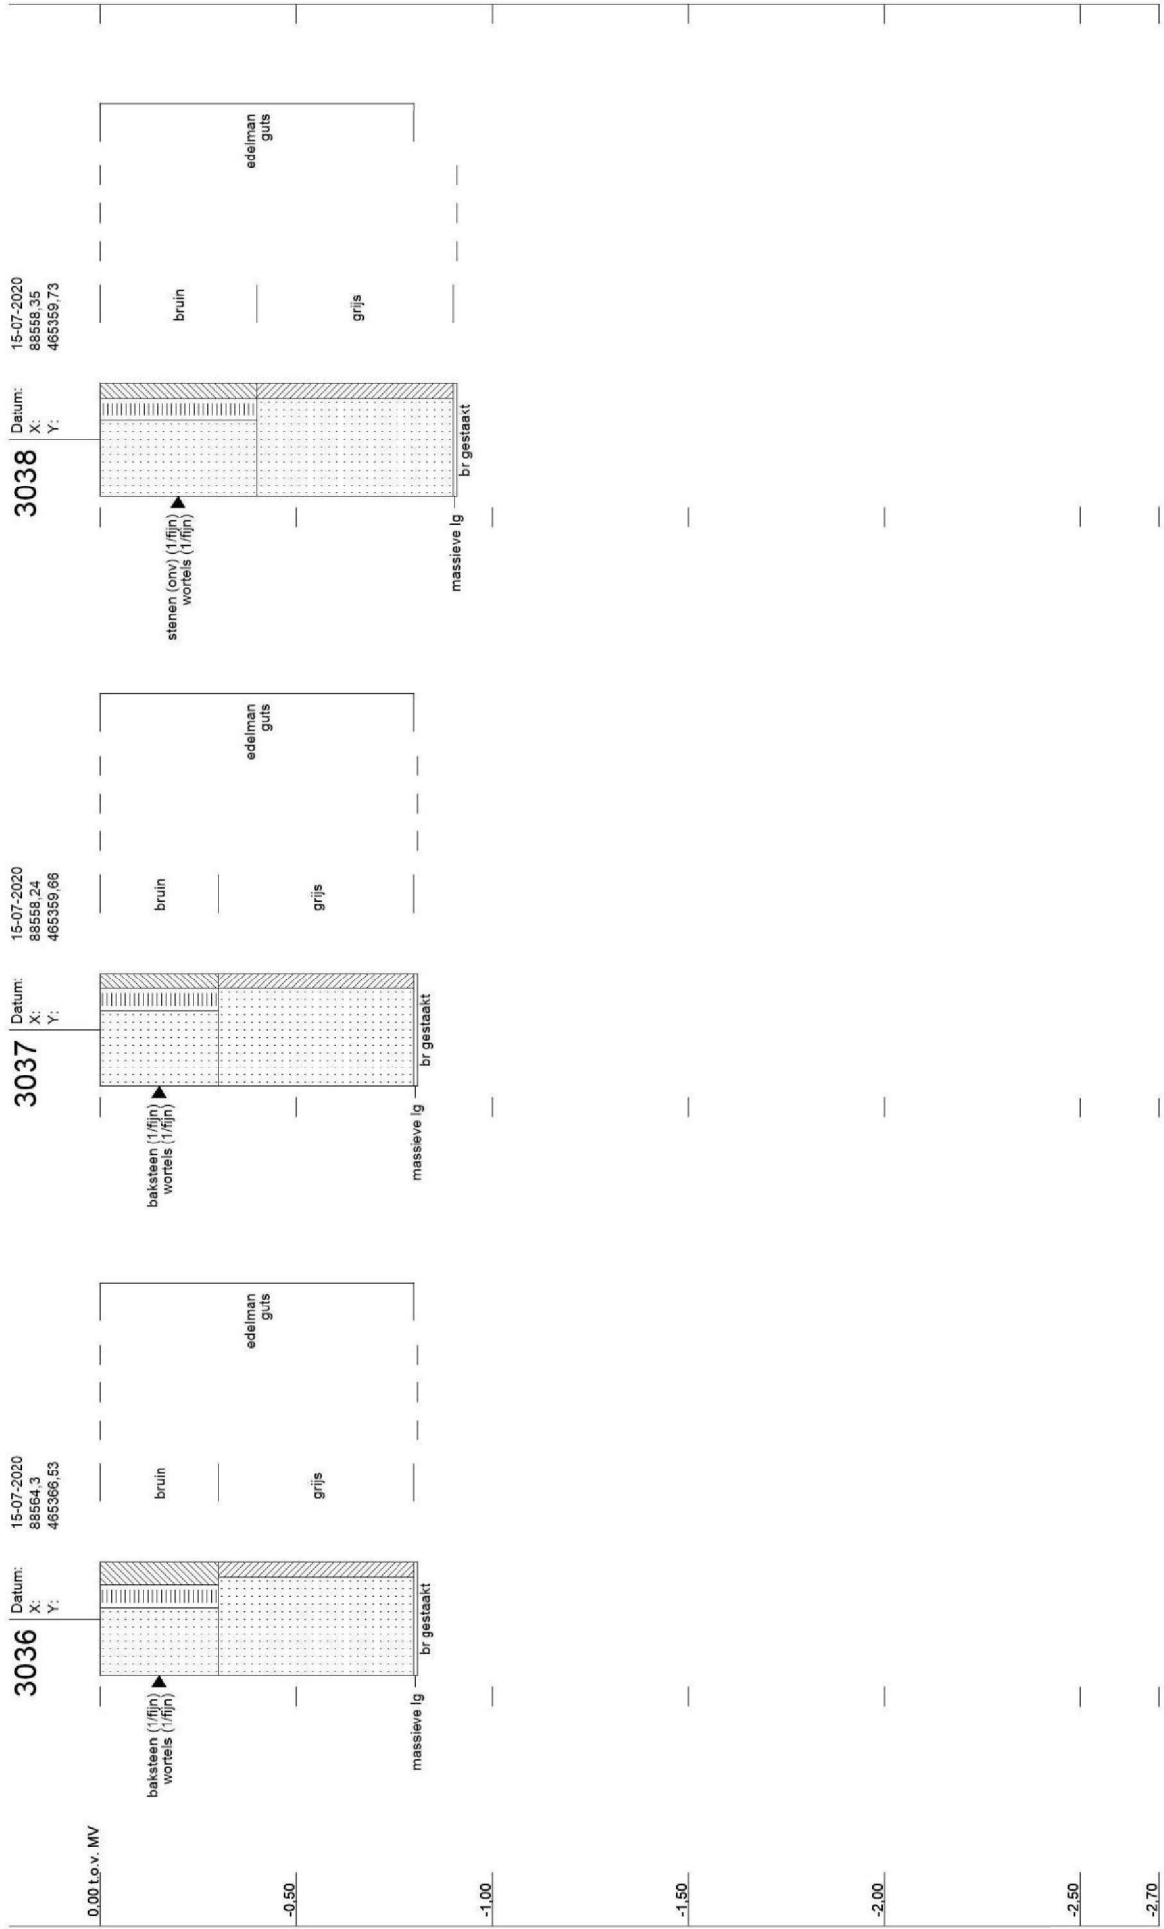 0,00 t.o.v. MV
-0,50
-1,00
-1,50
-2,00
-2,50
-2,70
3036
Datum: 15-07-2020
X: 88564,3
Y: 465366,53
baksteen (1/fijn)
wortels (1/fijn)
massieve lg
br gestaakt
bruin
grijs
edelman
guts
3037
Datum: 15-07-2020
X: 88558,24
Y: 465359,66
baksteen (1/fijn)
wortels (1/fijn)
massieve lg
br gestaakt
bruin
grijs
edelman
guts
3038
Datum: 15-07-2020
X: 88558,35
Y: 465359,73
stenen (onv) (1/fijn)
wortels (1/fijn)
massieve lg
br gestaakt
bruin
grijs
edelman
guts